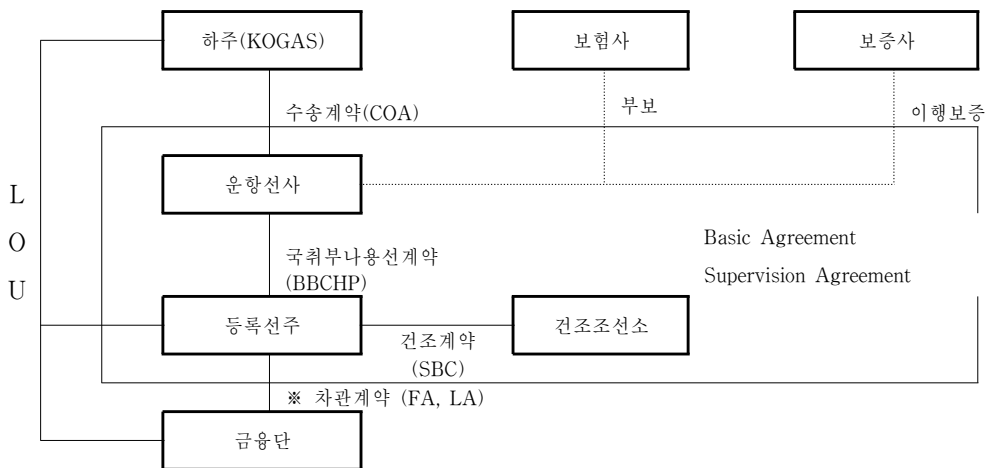 하주(KOGAS)
보험사
보증사
수송계약(COA)
부보
이행보증
운항선사
L
O
U
국취부나용선계약
(BBCHP)
Basic Agreement
Supervision Agreement
등록선주
건조계약
(SBC)
건조조선소
※ 차관계약 (FA, LA)
금융단